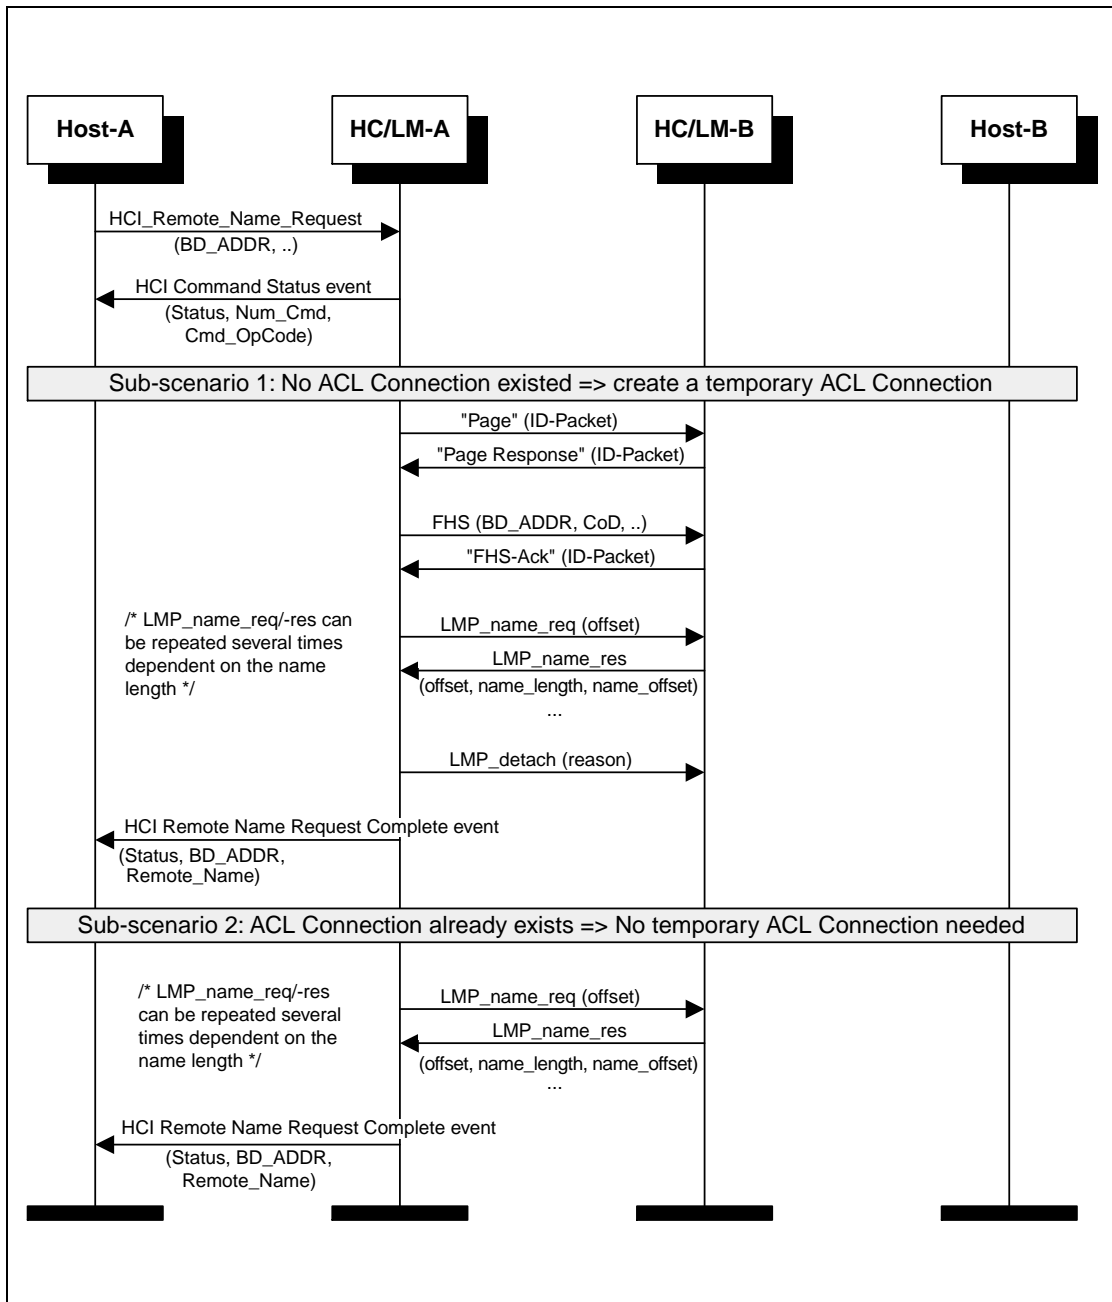 Host-A
HC/LM-A
HC/LM-B
Host-B
HCI_Remote_Name_Request
(BD_ADDR, ..)
HCI Command Status event
(Status, Num_Cmd,
Cmd_OpCode)
Sub-scenario 1: No ACL Connection existed => create a temporary ACL Connection
"Page" (ID-Packet)
"Page Response" (ID-Packet)
FHS (BD_ADDR, CoD, ..)
"FHS-Ack" (ID-Packet)
/* LMP_name_req/-res can
be repeated several times
dependent on the name
length */
LMP_name_req (offset)
LMP_name_res
(offset, name_length, name_offset)
...
LMP_detach (reason)
HCI Remote Name Request Complete event
(Status, BD_ADDR,
Remote_Name)
Sub-scenario 2: ACL Connection already exists => No temporary ACL Connection needed
/* LMP_name_req/-res
can be repeated several
times dependent on the
name length */
LMP_name_req (offset)
LMP_name_res
(offset, name_length, name_offset)
...
HCI Remote Name Request Complete event
(Status, BD_ADDR,
Remote_Name)